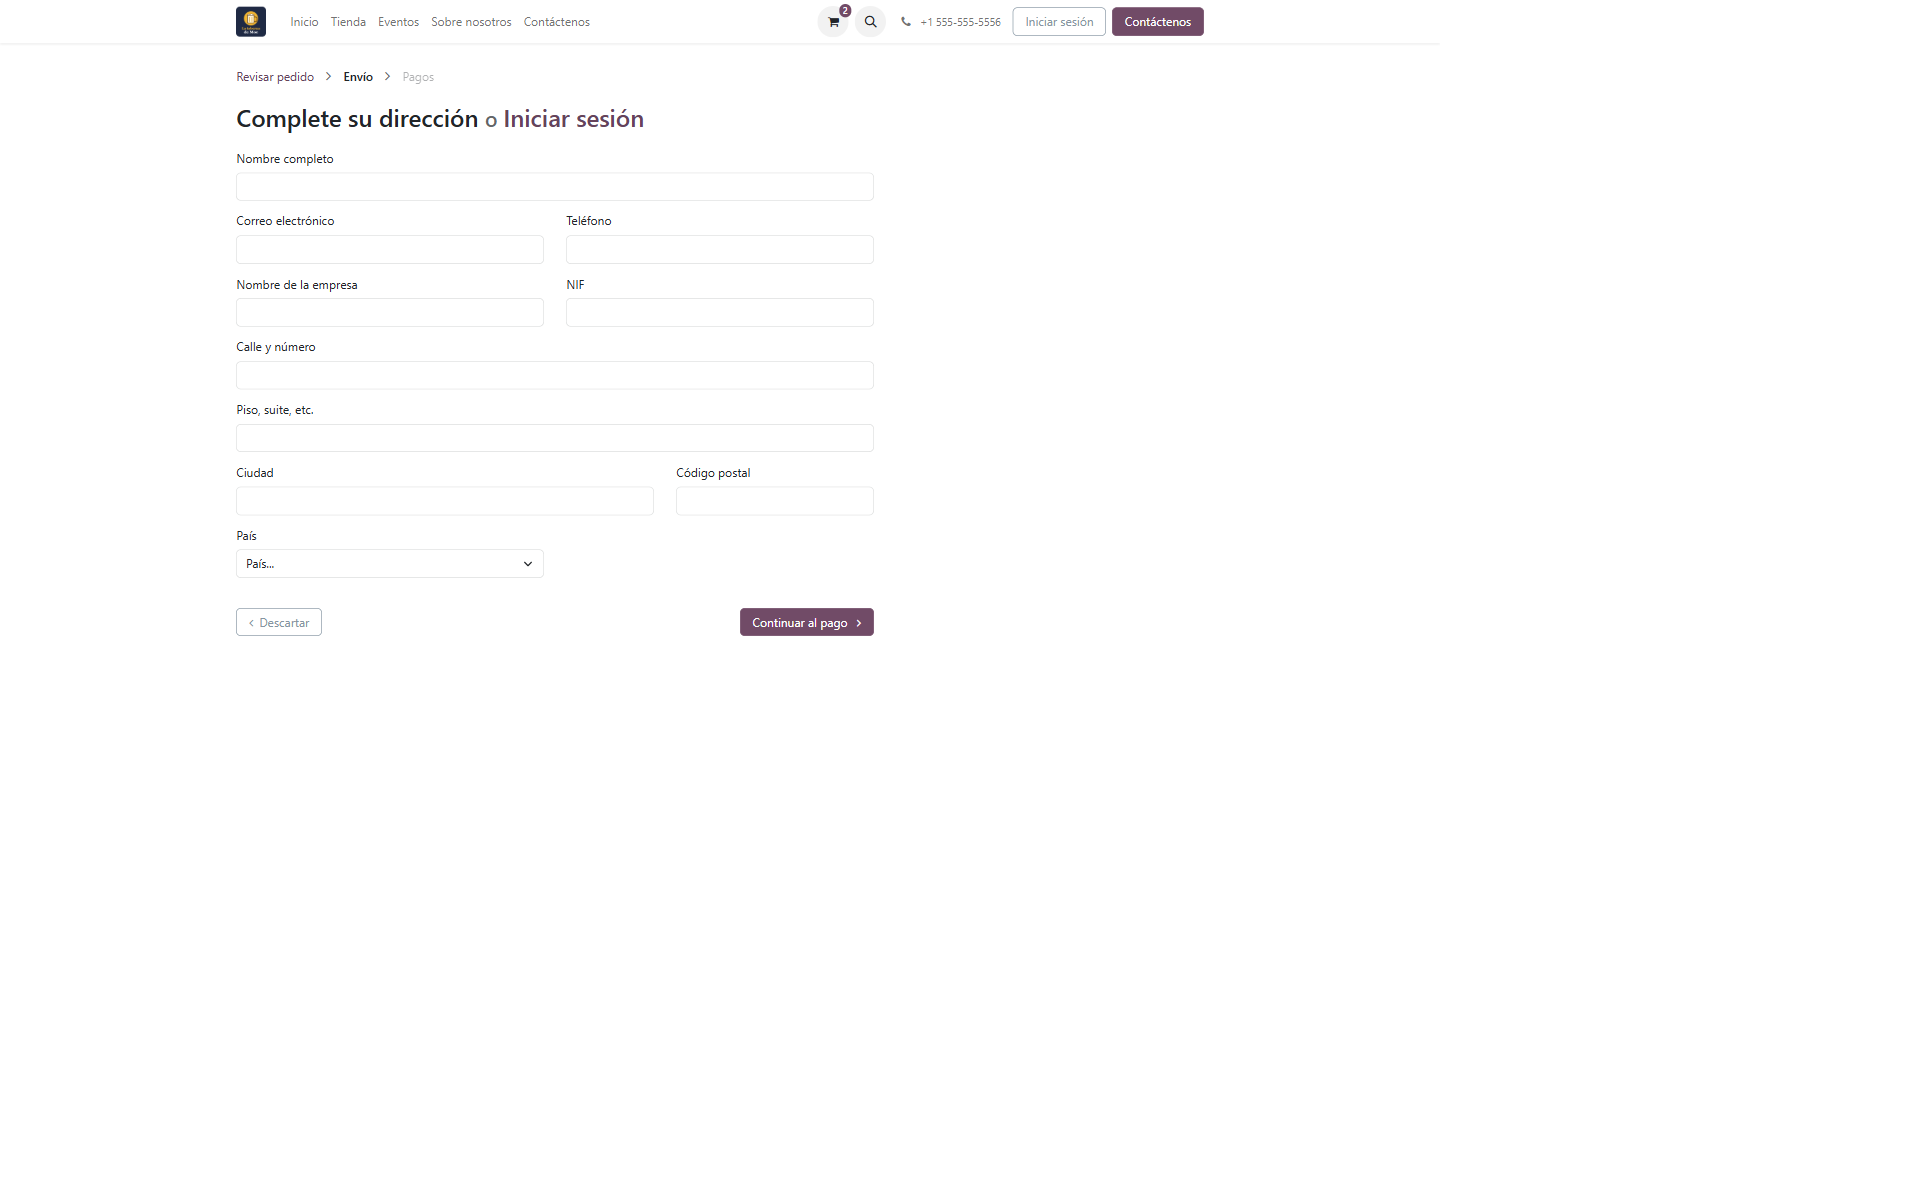 Inicio Tienda Eventos Sobre nosotros Contáctenos 2 +1 555-555-5556 Iniciar sesión Contáctenos
Revisar pedido > Envío > Pagos
Complete su dirección o Iniciar sesión
Nombre completo
Correo electrónico Teléfono
Nombre de la empresa NIF
Calle y número
Piso, suite, etc.
Ciudad Código postal
País
País...
Descartar Continuar al pago